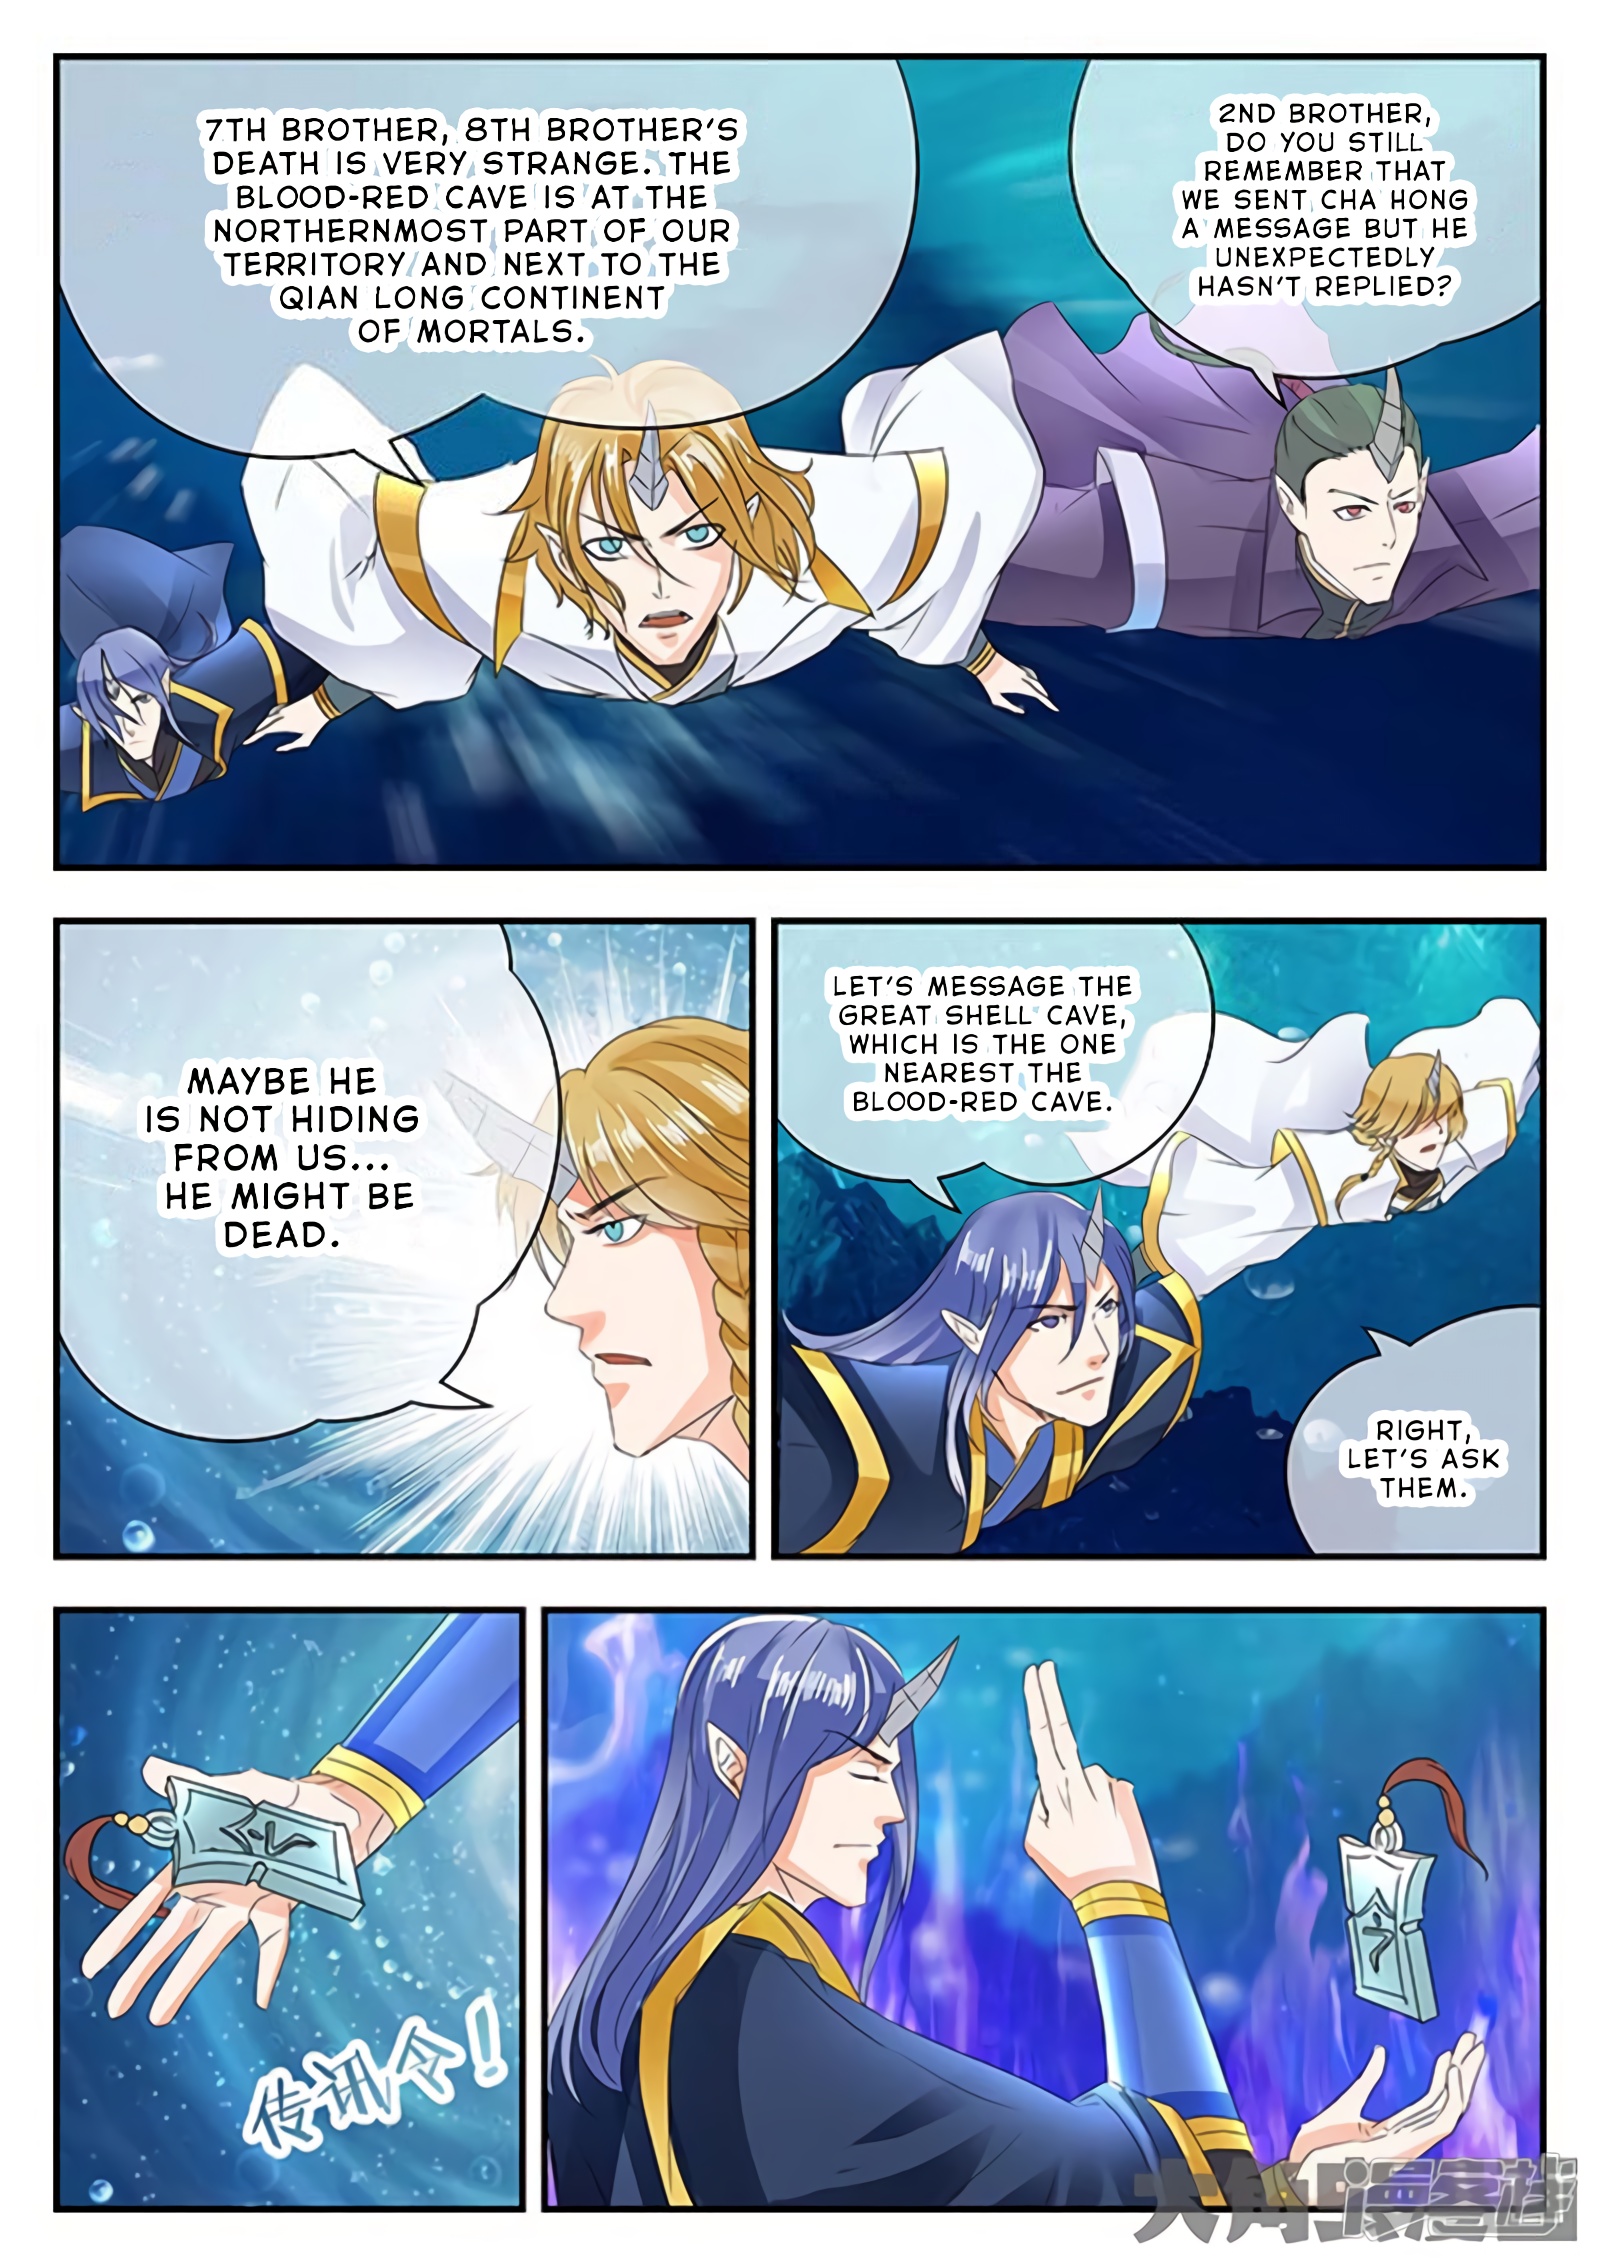 7TH BROTHER, 8TH BROTHER'S
DEATH IS VERY STRANGE. THE
BLOOD-RED CAVE IS AT THE
NORTHERNMOST PART OF OUR
TERRITORY AND NEXT TO THE
QIAN LONG CONTINENT
OF MORTALS.
2ND BROTHER,
DO YOU STILL
REMEMBER THAT
WE SENT CHA HONG
A MESSAGE BUT HE
UNEXPECTEDLY
HASN'T REPLIED?
MAYBE HE
IS NOT HIDING
FROM US...
HE MIGHT BE
DEAD.
LET'S MESSAGE THE
GREAT SHELL CAVE,
WHICH IS THE ONE
NEAREST THE
BLOOD-RED CAVE.
RIGHT,
LET'S ASK
THEM.
传讯令!
漫客栈